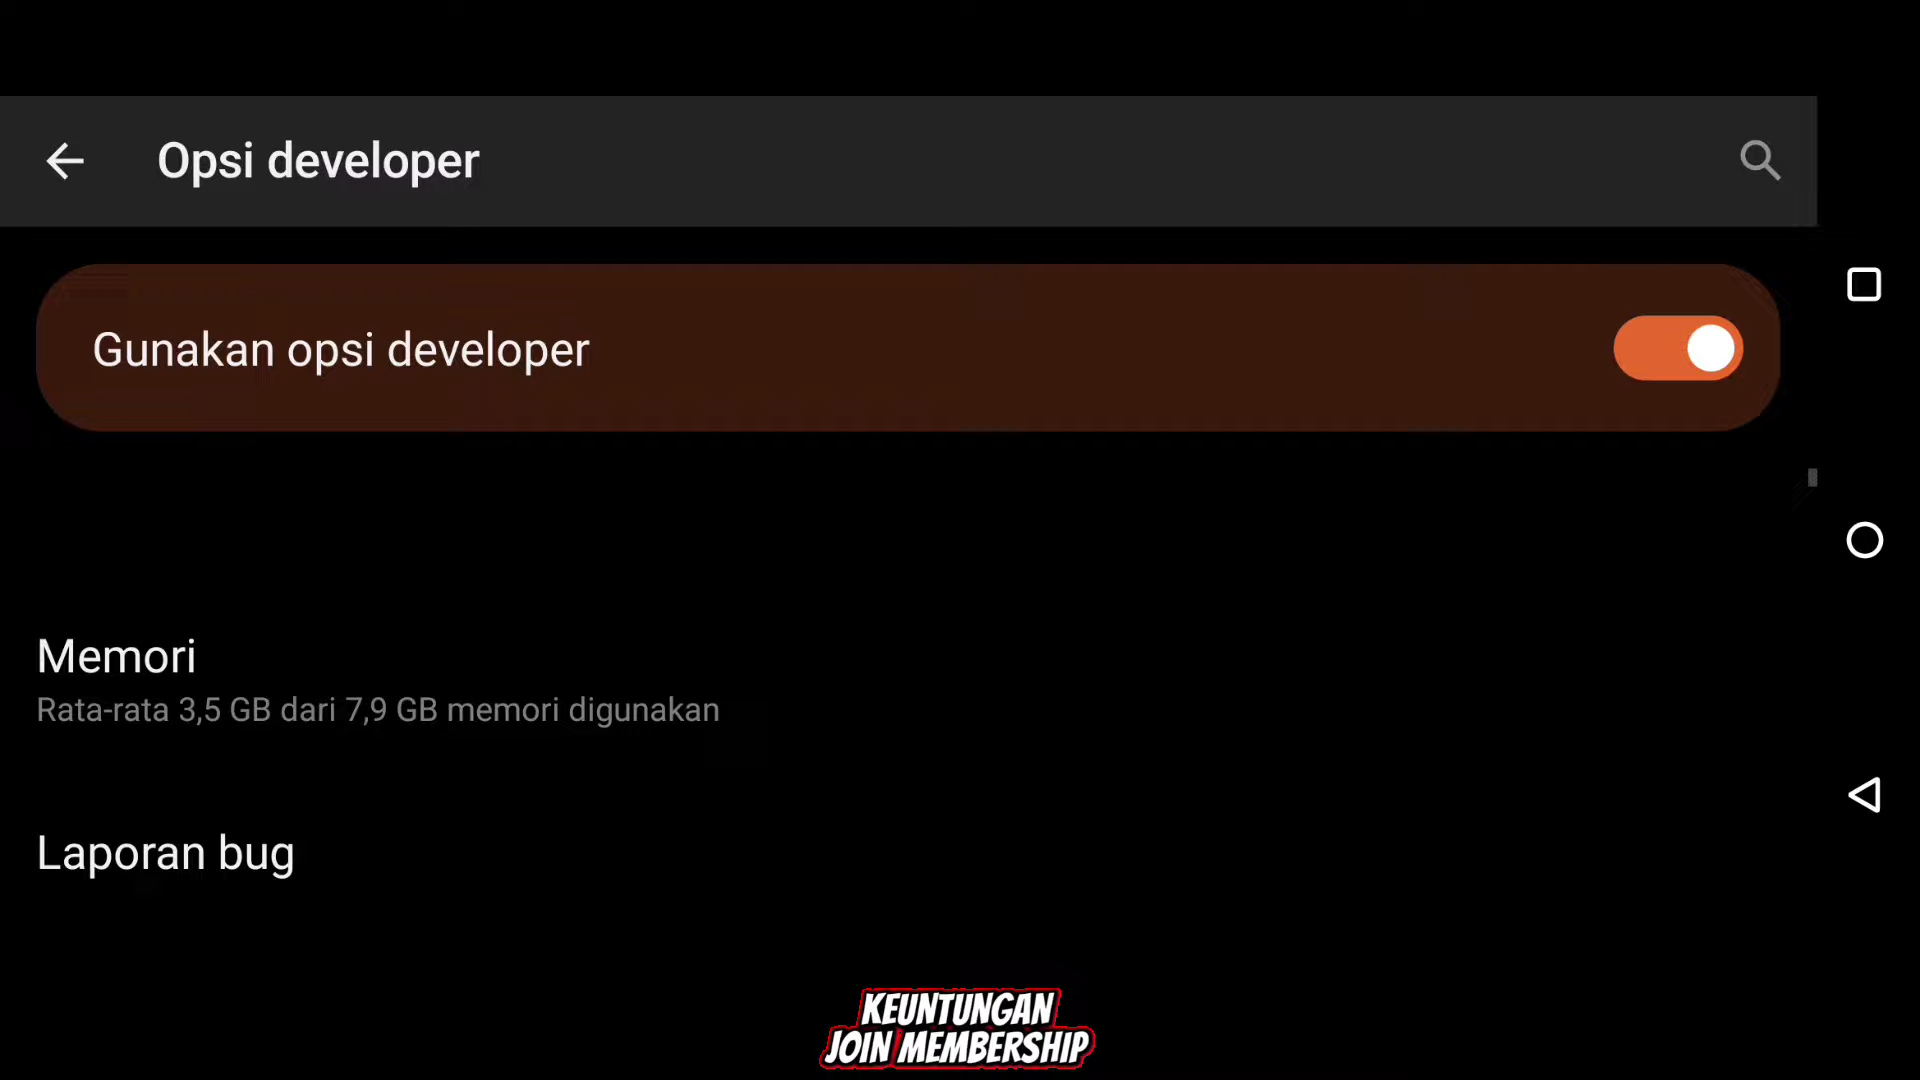 Opsi developer
Gunakan opsi developer
Memori
Rata-rata 3,5 GB dari 7,9 GB memori digunakan
Laporan bug
KEUNTUNGAN
JOIN MEMBERSHIP